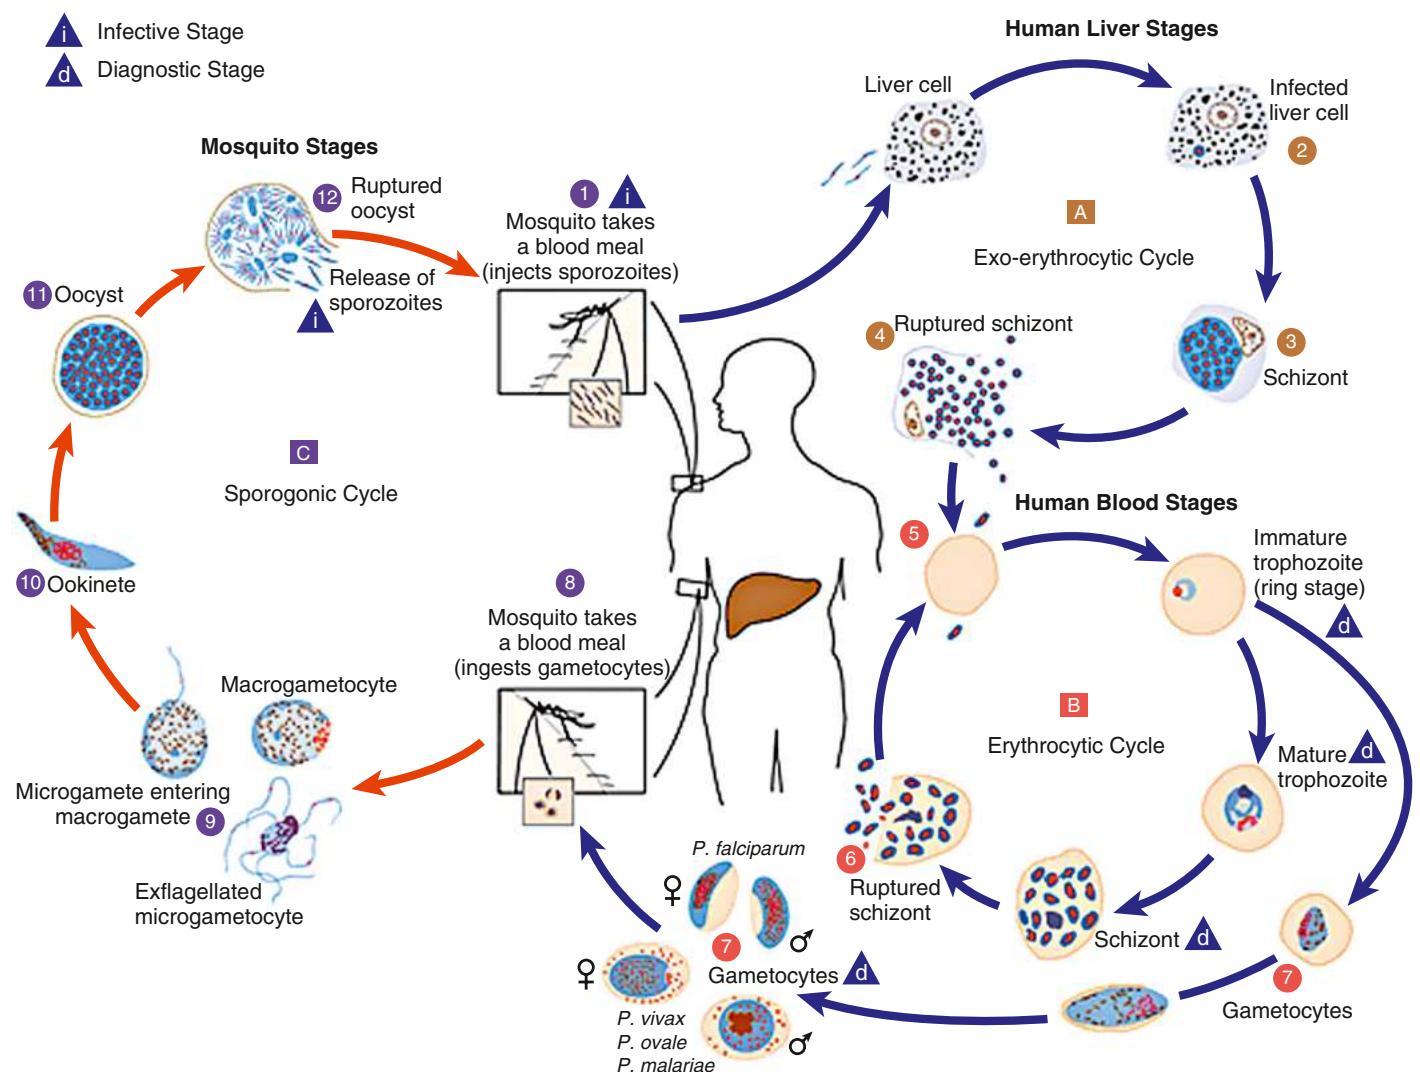 i Infective Stage
d Diagnostic Stage
Human Liver Stages
Liver cell
Infected
liver cell
2
Mosquito Stages
12 Ruptured
oocyst
1 i
Mosquito takes
a blood meal
(injects sporozoites)
A
Exo-erythrocytic Cycle
Release of
sporozoites
i
11 Oocyst
4 Ruptured schizont
3
Schizont
C
Sporogonic Cycle
Human Blood Stages
5
Immature
trophozoite
(ring stage)
d
10 Ookinete
8
Mosquito takes
a blood meal
(ingests gametocytes)
Macrogametocyte
B
Erythrocytic Cycle
Mature d
trophozoite
Microgamete entering
macrogamete 9
Exflagellated
microgametocyte
P. falciparum
♀
6
Ruptured
schizont
Schizont d
7
♂
♀
Gametocytes d
7
Gametocytes
P. vivax
P. ovale
P. malariae
♂